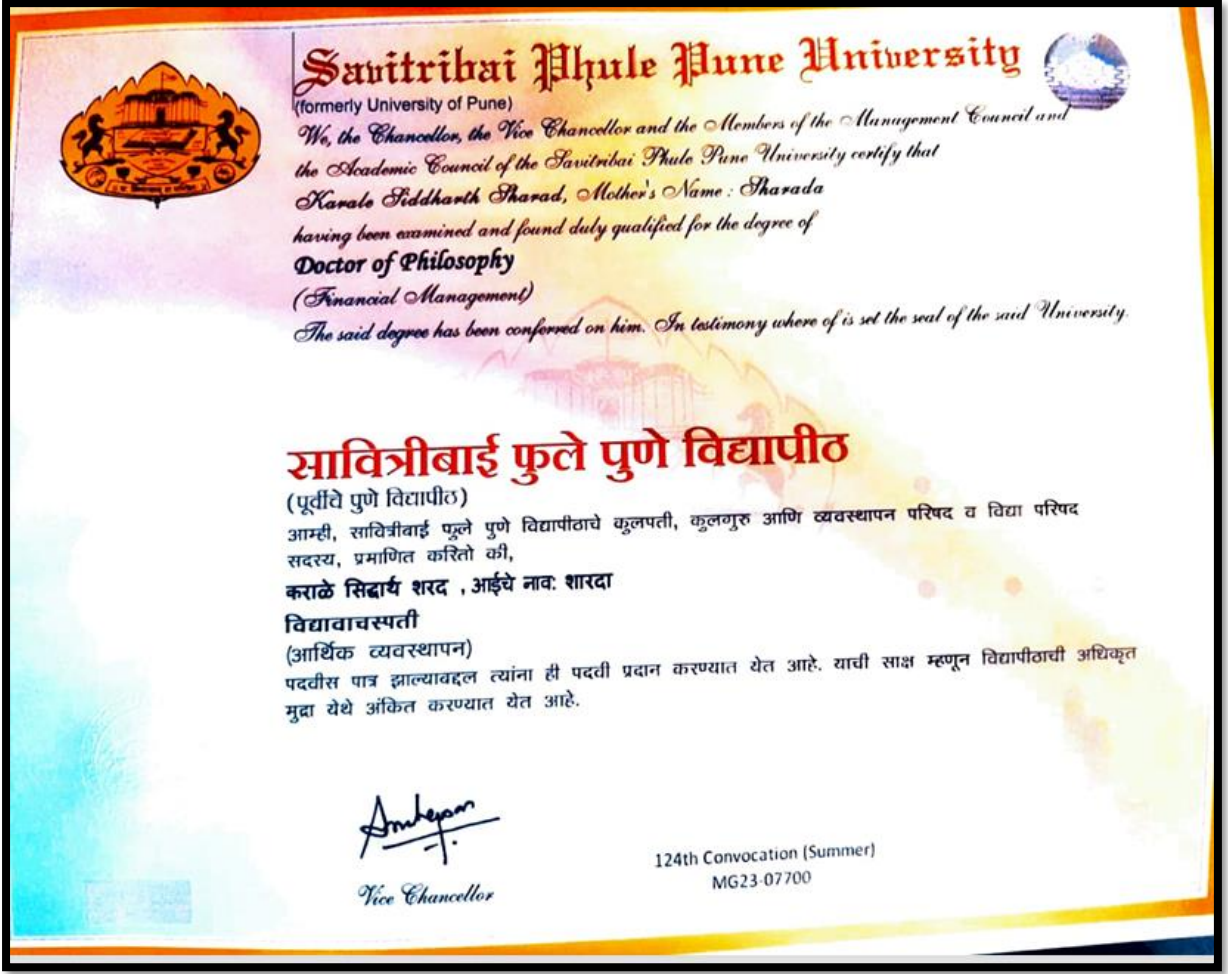 Savitribai Phule Pune University
(formerly University of Pune)
We, the Chancellor, the Vice Chancellor and the Members of the Management Council and
the Academic Council of the Savitribai Phule Pune University certify that
Karale Siddharth Sharad, Mother's Name : Sharada
having been examined and found duly qualified for the degree of
Doctor of Philosophy
(Financial Management)
The said degree has been conferred on him. In testimony where of is set the seal of the said University.
सावित्रीबाई फुले पुणे विद्यापीठ
(पूर्वीचे पुणे विद्यापीठ)
आम्ही, सावित्रीबाई फुले पुणे विद्यापीठाचे कुलपती, कुलगुरु आणि व्यवस्थापन परिषद व विद्या परिषद
सदस्य, प्रमाणित करितो की,
कराळे सिद्धार्थ शरद , आईचे नाव: शारदा
विद्यावाचस्पती
(आर्थिक व्यवस्थापन)
पदवीस पात्र झाल्याबद्दल त्यांना ही पदवी प्रदान करण्यात येत आहे. याची साक्ष म्हणून विद्यापीठाची अधिकृत
मुद्रा येथे अंकित करण्यात येत आहे.
Vice Chancellor
124th Convocation (Summer)
MG23-07700